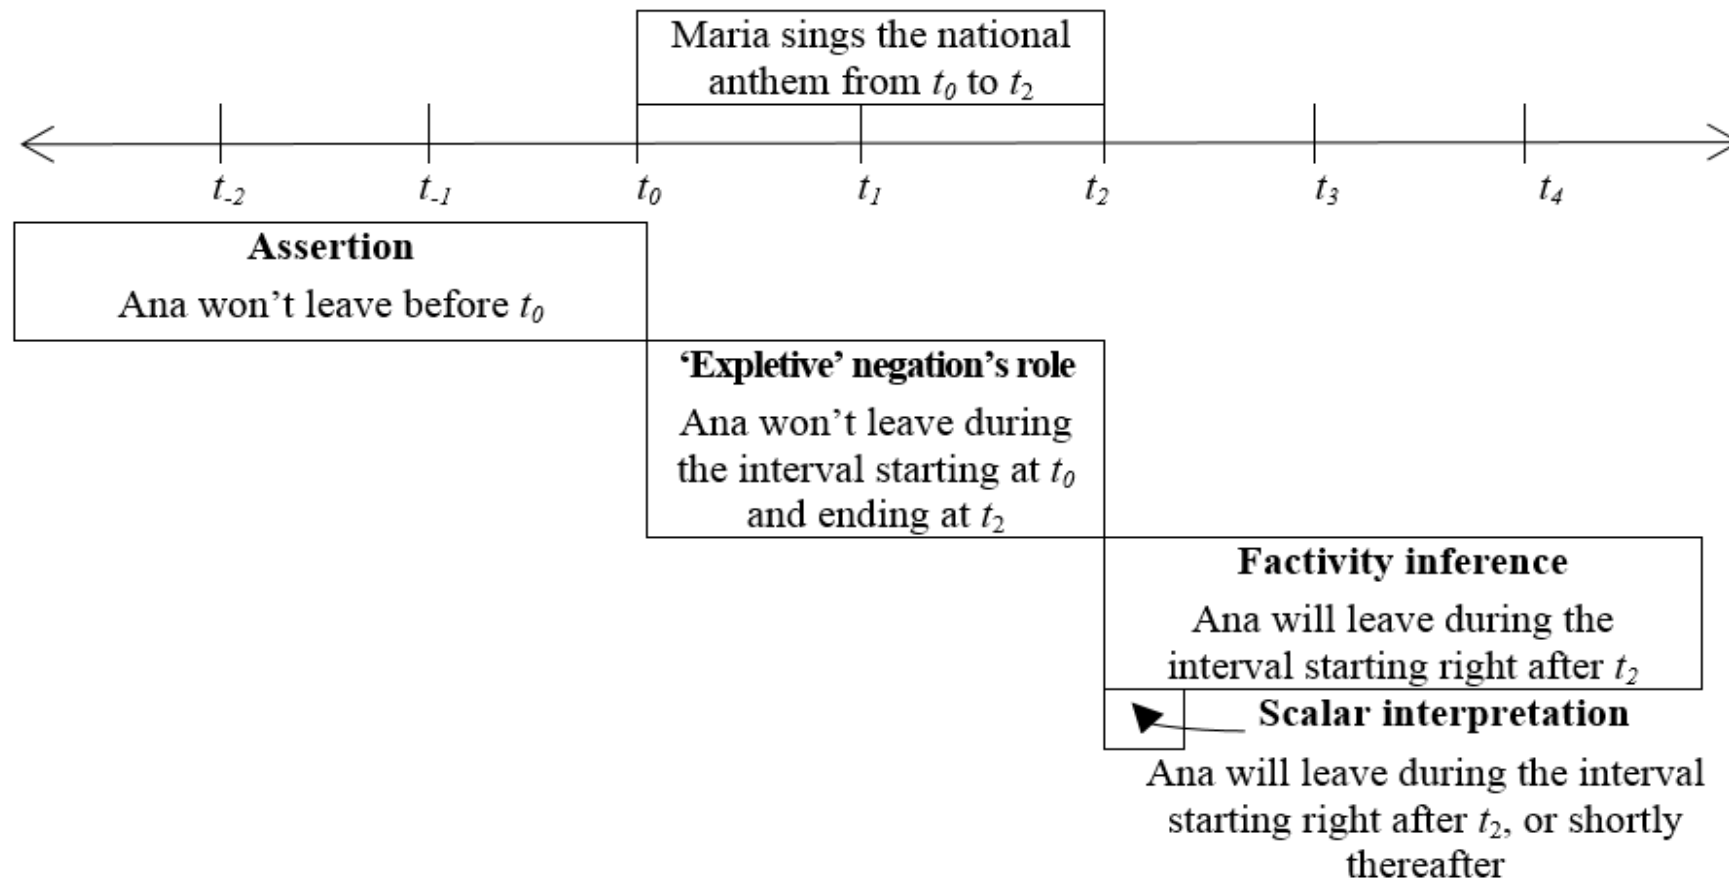 Maria sings the national
anthem from t0 to t2
t-2 t-1 t0 t1 t2 t3 t4
Assertion
Ana won’t leave before t0
‘Expletive’ negation’s role
Ana won’t leave during
the interval starting at t0
and ending at t2
Factivity inference
Ana will leave during the
interval starting right after t2
Scalar interpretation
Ana will leave during the interval
starting right after t2, or shortly
thereafter